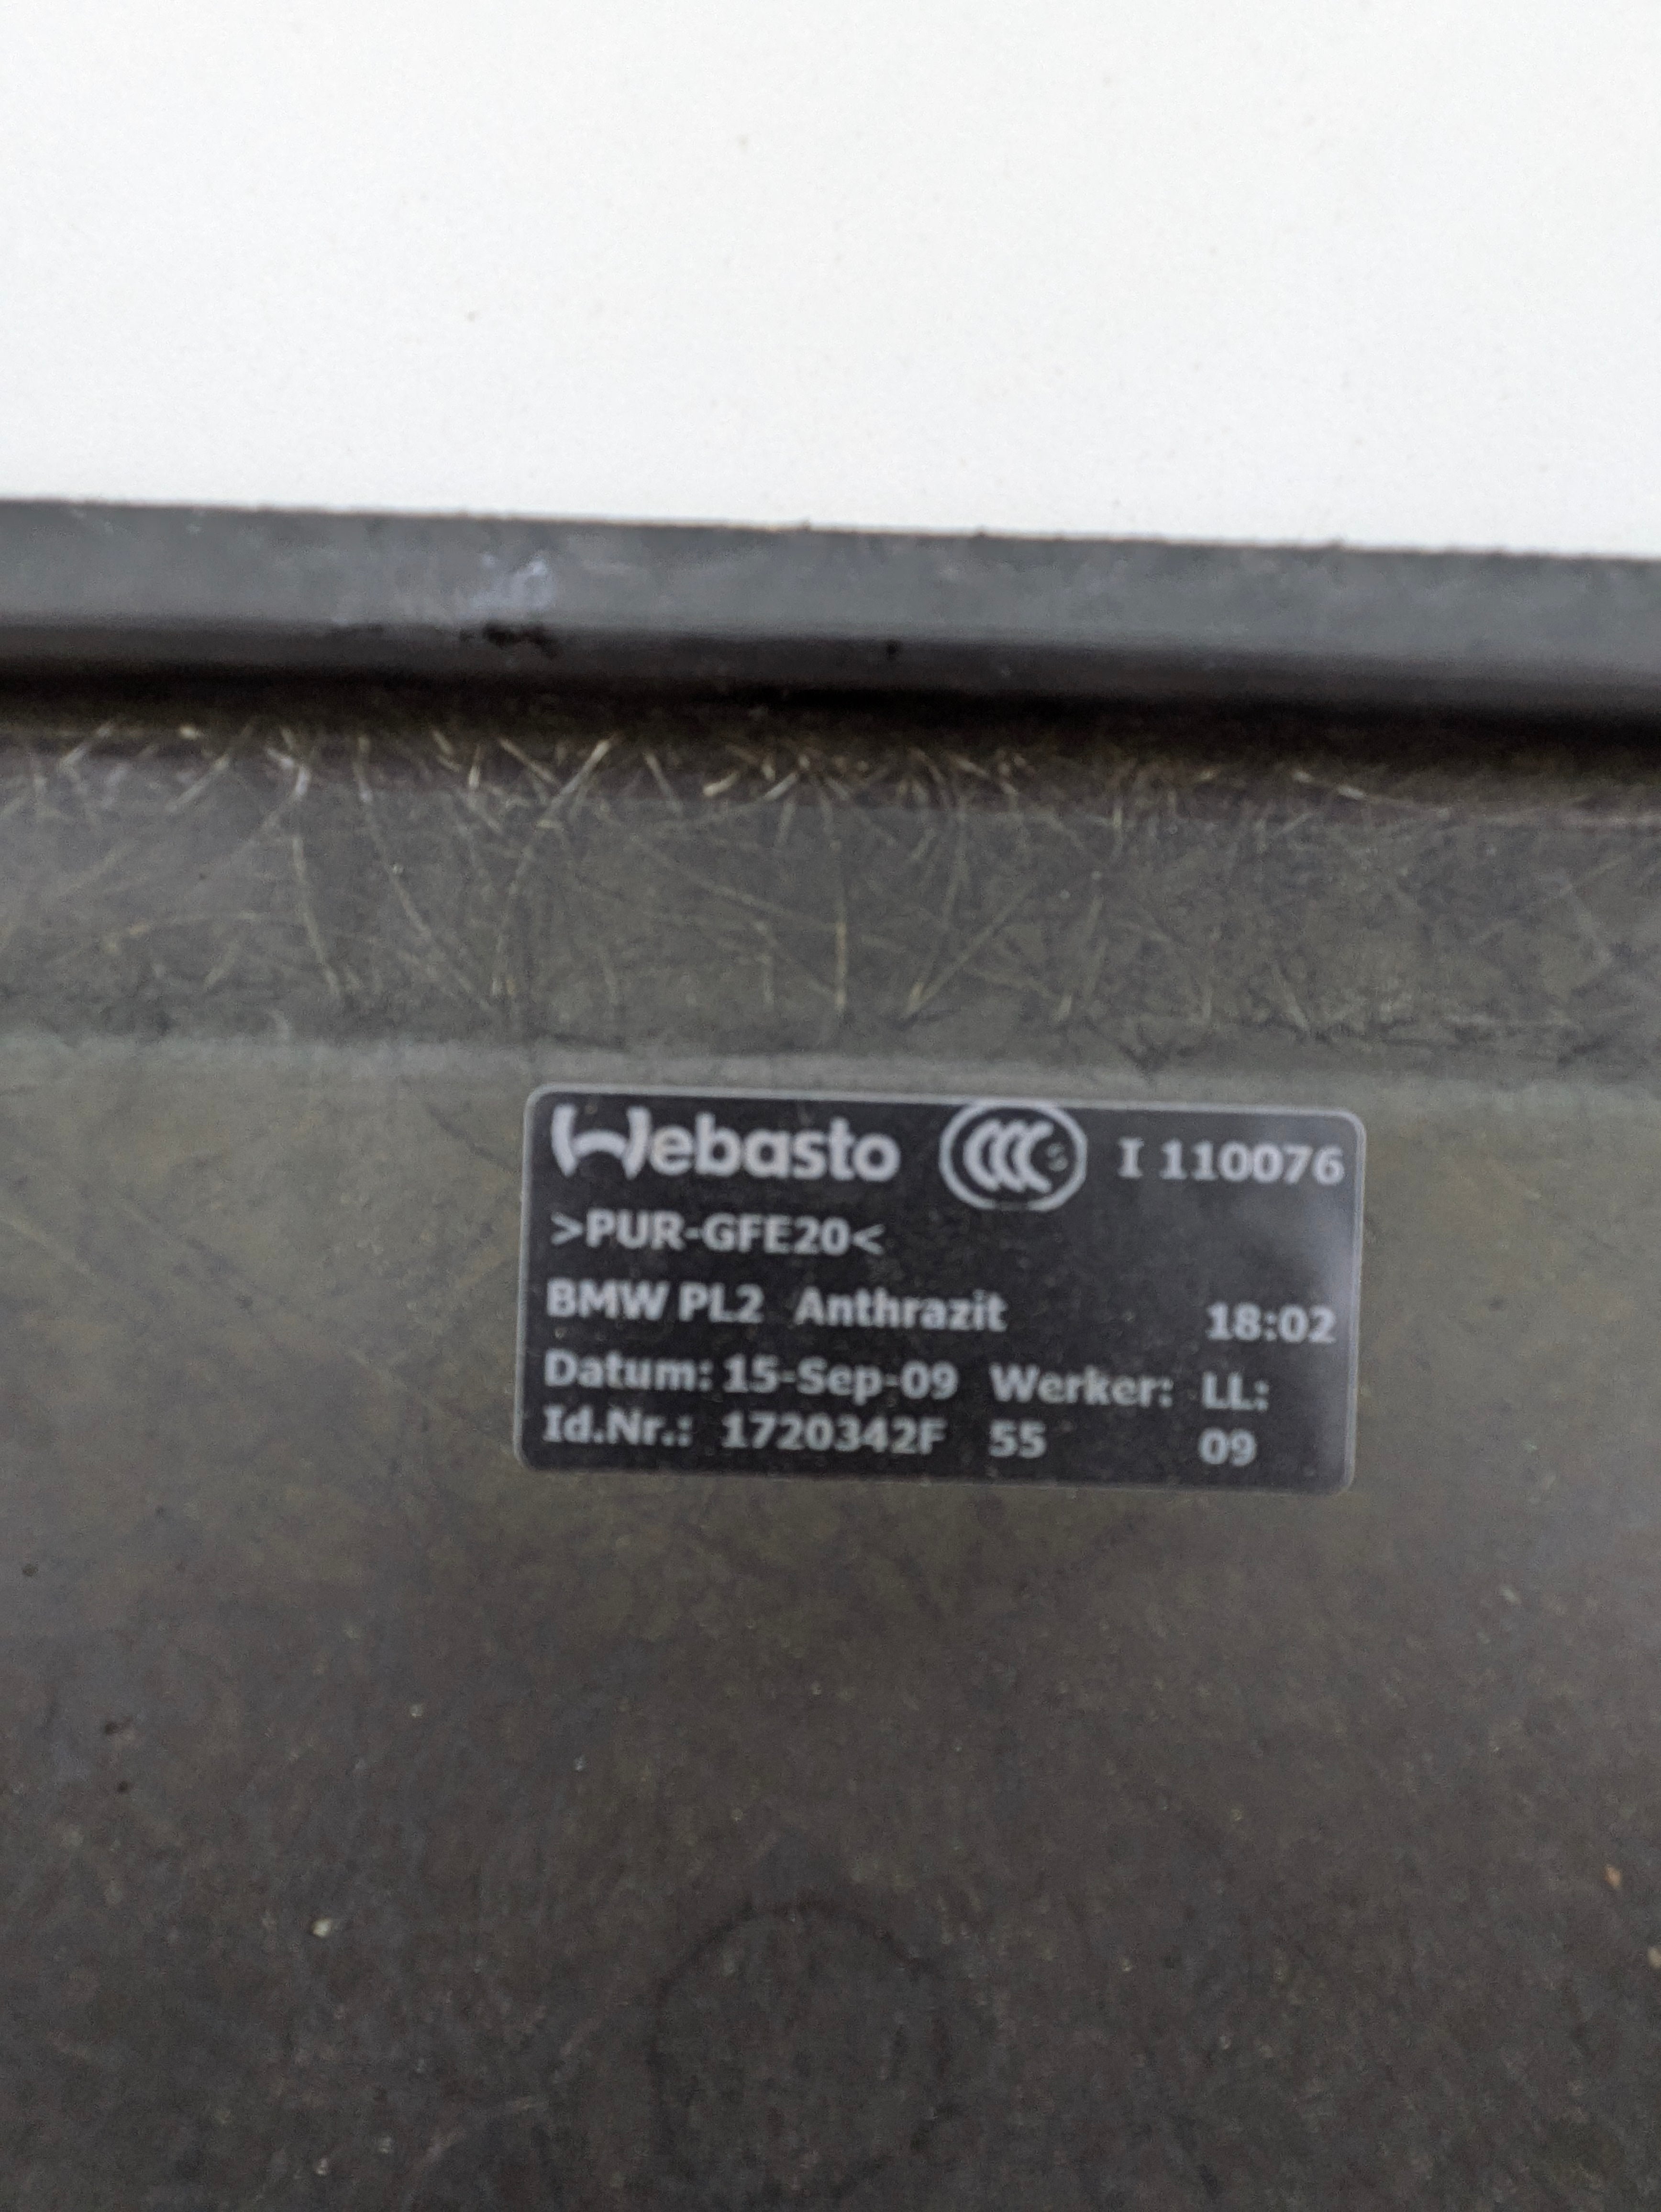 Webasto CCC S I 110076
>PUR-GFE20<
BMW PL2 Anthrazit 18:02
Datum: 15-Sep-09 Werker: LL:
Id.Nr.: 1720342F 55 09